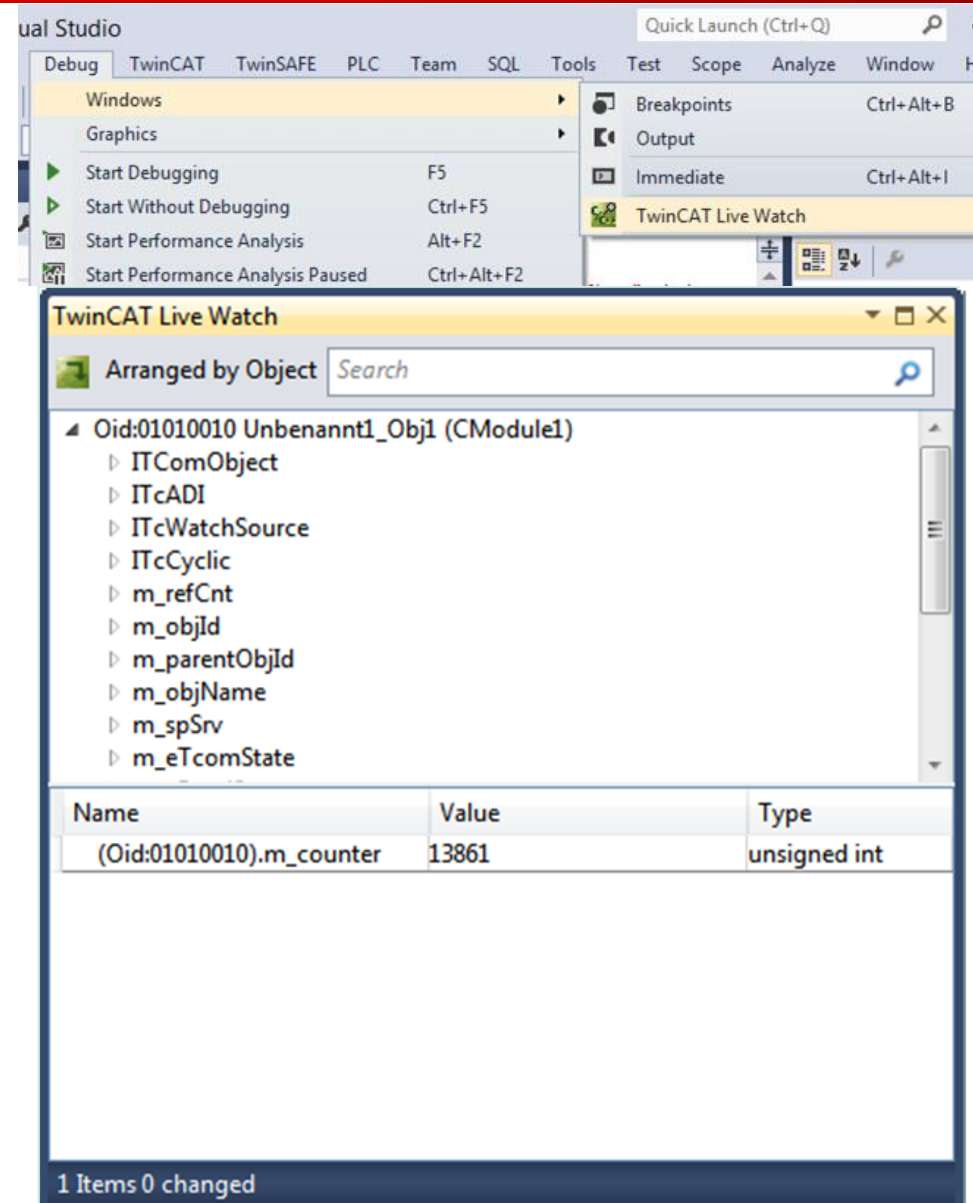 ual Studio Quick Launch (Ctrl+Q)
Debug TwinCAT TwinSAFE PLC Team SQL Tools Test Scope Analyze Window H
Windows
Graphics
Start Debugging F5
Start Without Debugging Ctrl+F5
Start Performance Analysis Alt+F2
Start Performance Analysis Paused Ctrl+Alt+F2
Breakpoints Ctrl+Alt+B
Output
Immediate Ctrl+Alt+I
TwinCAT Live Watch
TwinCAT Live Watch
Arranged by Object Search
Oid:01010010 Unbenannt1_Obj1 (CModule1)
ITComObject
ITcADI
ITcWatchSource
ITcCyclic
m_refCnt
m_objId
m_parentObjId
m_objName
m_spSrv
m_eTcomState
Name Value Type
(Oid:01010010).m_counter 13861 unsigned int
1 Items 0 changed